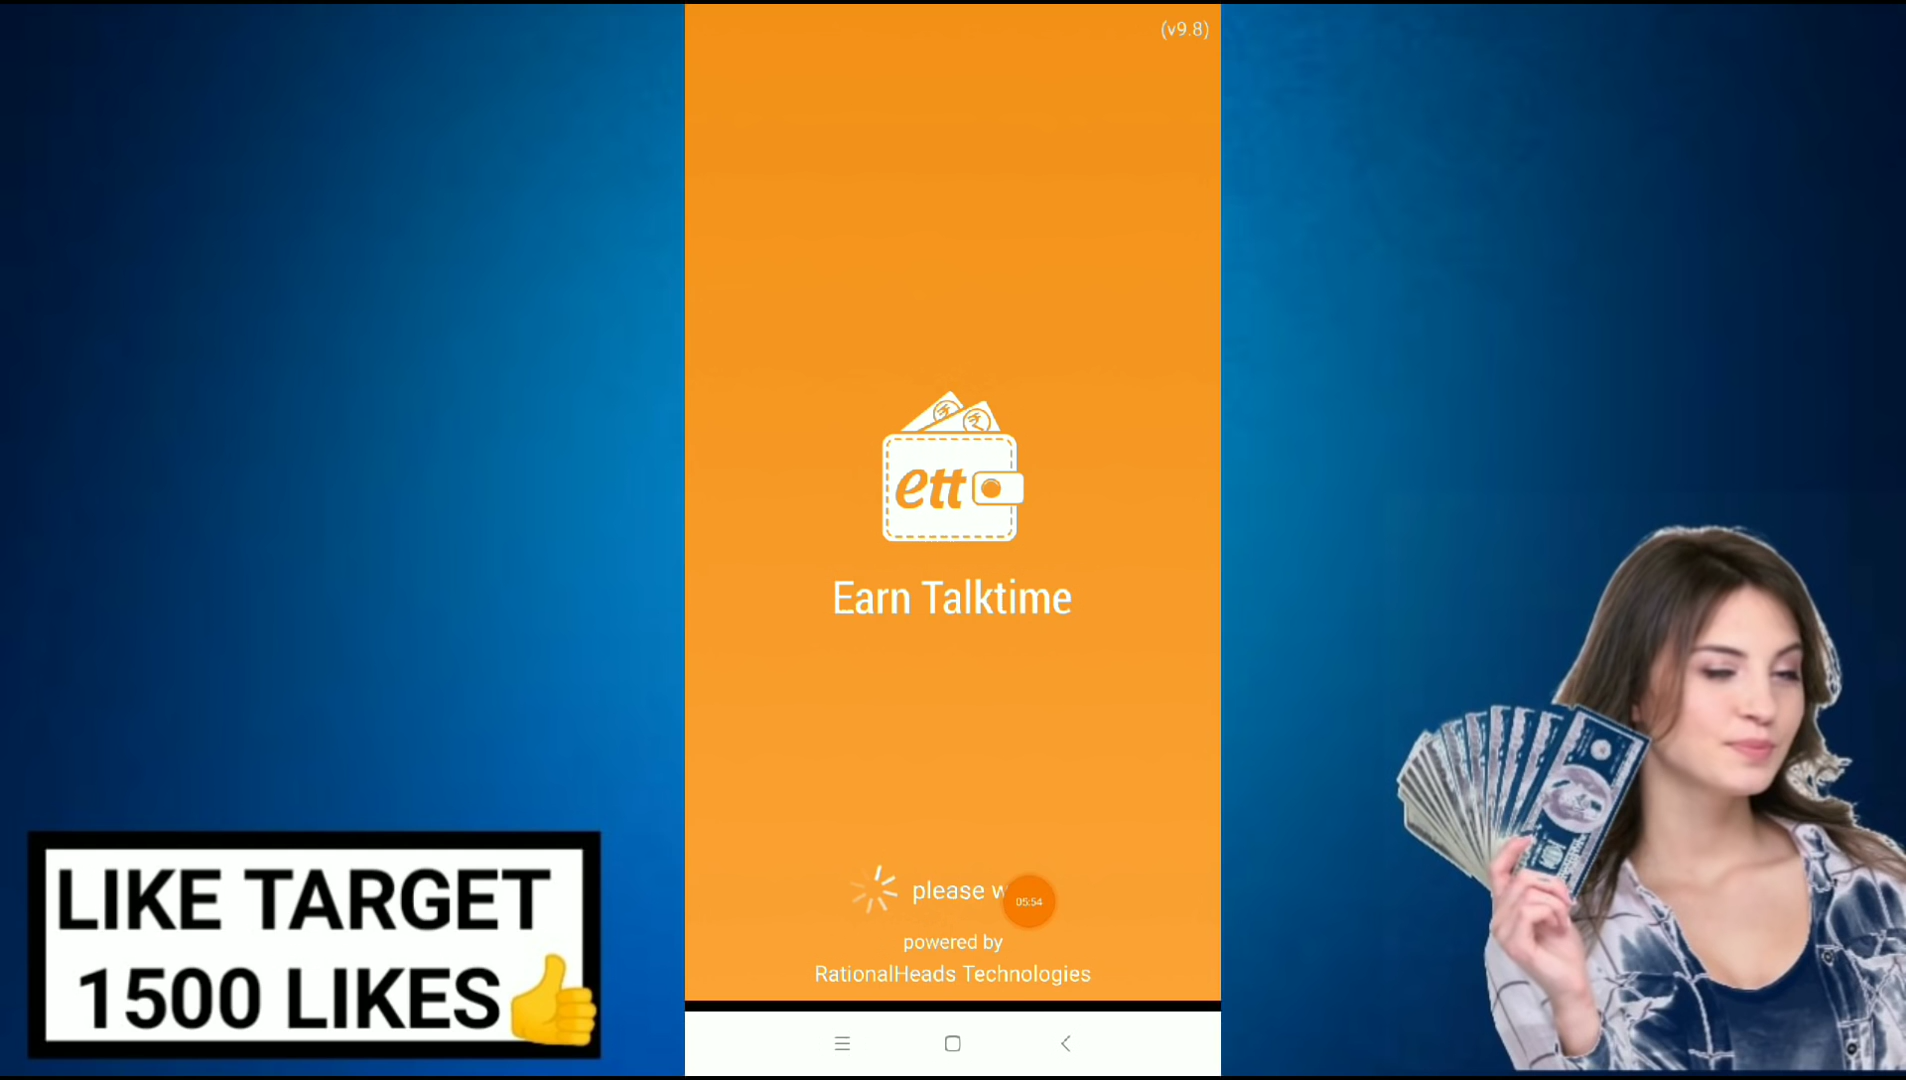 (v9.8)
ett
Earn Talktime
please w
05:54
powered by
RationalHeads Technologies
LIKE TARGET
1500 LIKES👍